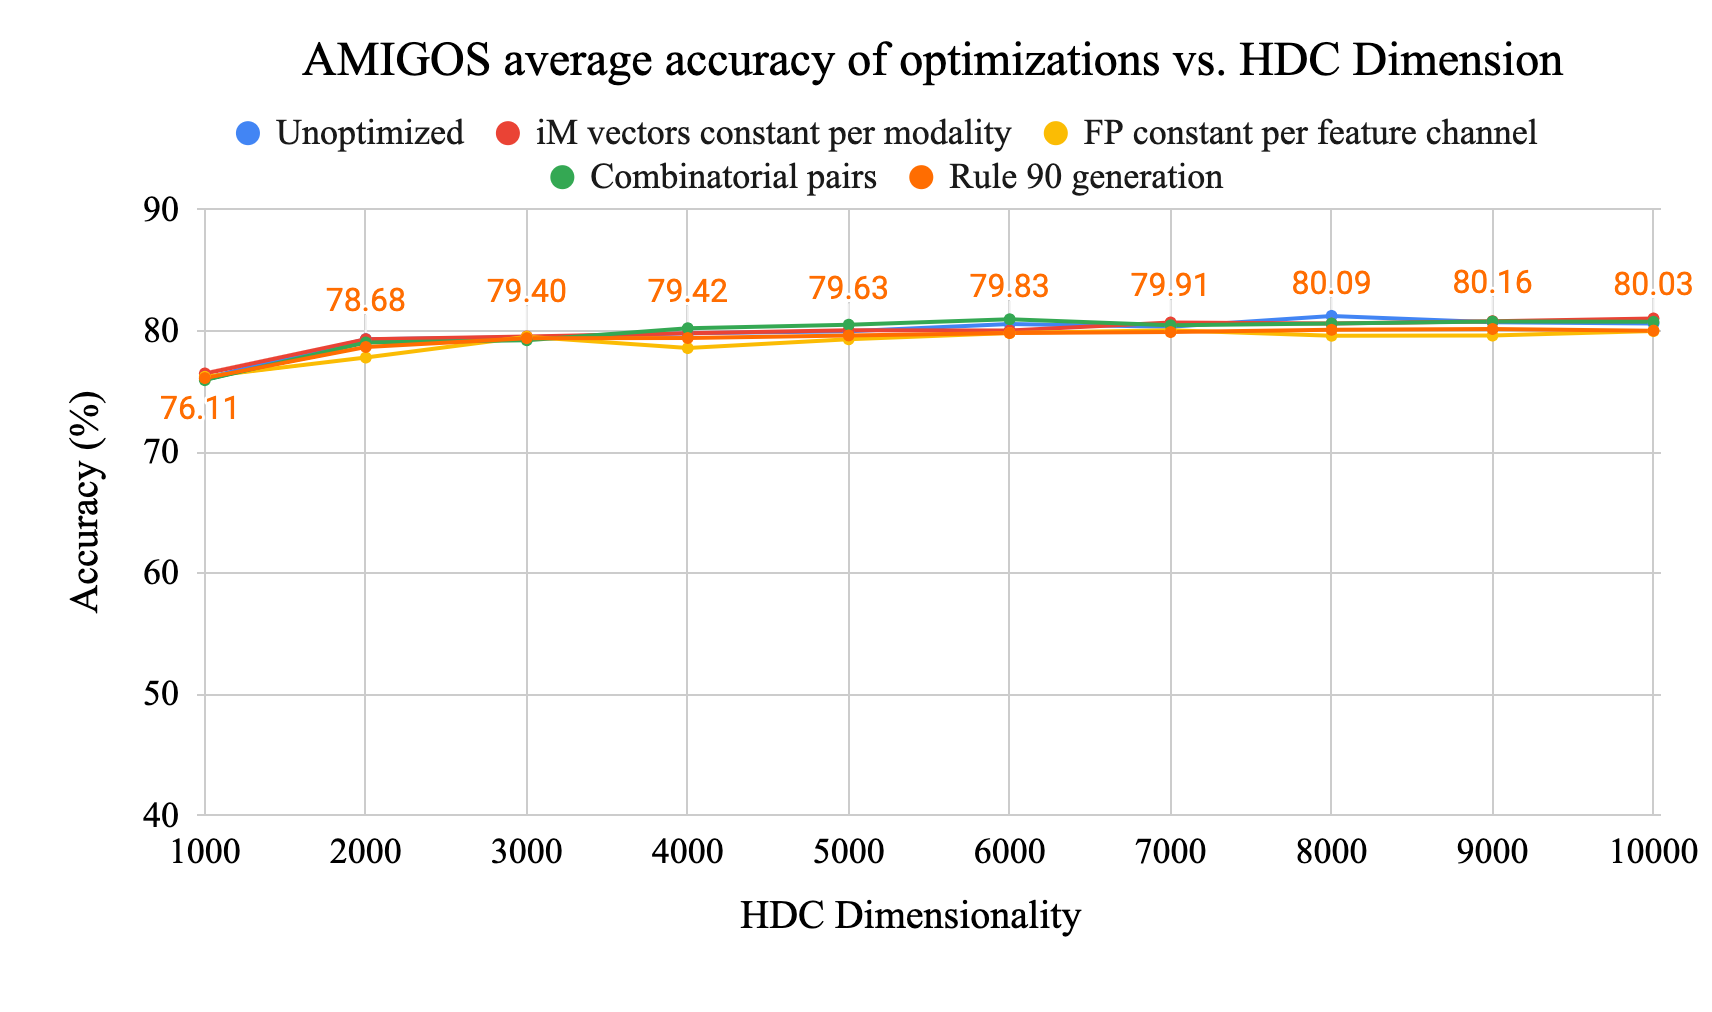 AMIGOS average accuracy of optimizations vs. HDC Dimension
Unoptimized iM vectors constant per modality FP constant per feature channel
Combinatorial pairs Rule 90 generation
Accuracy (%)
90
80
70
60
50
40
76.11
78.68
79.40
79.42
79.63
79.83
79.91
80.09
80.16
80.03
1000 2000 3000 4000 5000 6000 7000 8000 9000 10000
HDC Dimensionality